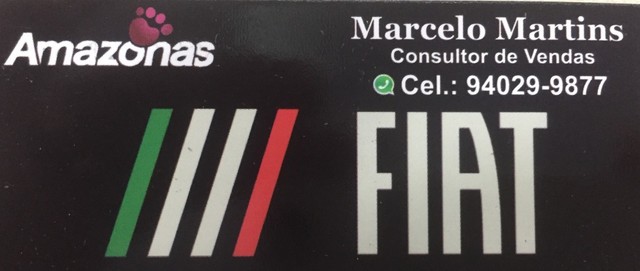 Amazonas
Marcelo Martins
Consultor de Vendas
Cel.: 94029-9877
FIAT